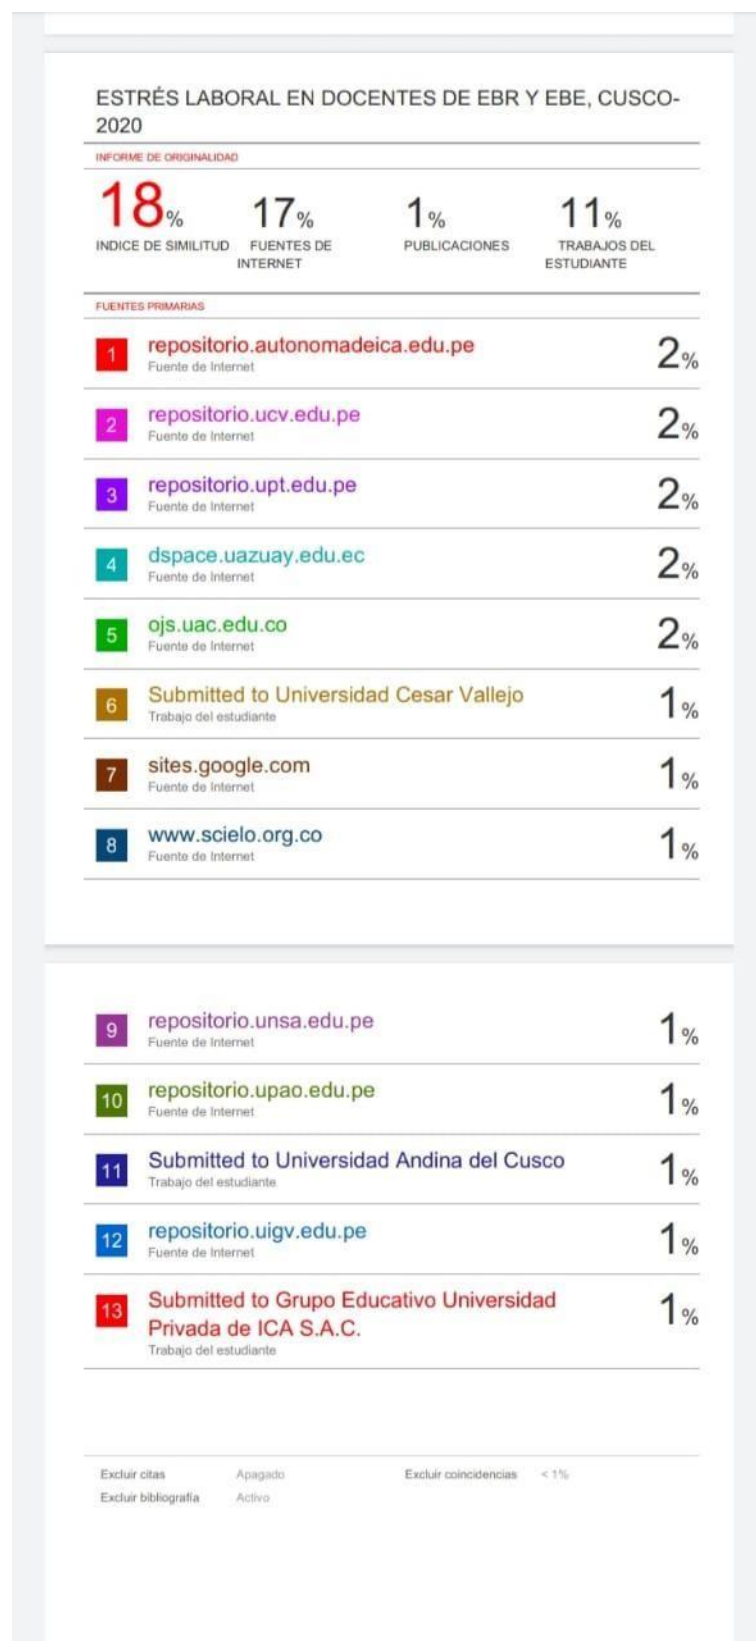 ESTRÉS LABORAL EN DOCENTES DE EBR Y EBE, CUSCO-
2020
INFORME DE ORIGINALIDAD
18% 17% 1% 11%
INDICE DE SIMILITUD FUENTES DE INTERNET PUBLICACIONES TRABAJOS DEL ESTUDIANTE
FUENTES PRIMARIAS
1 repositorio.autonomadeica.edu.pe 2%
Fuente de Internet
2 repositorio.ucv.edu.pe 2%
Fuente de Internet
3 repositorio.upt.edu.pe 2%
Fuente de Internet
4 dspace.uazuay.edu.ec 2%
Fuente de Internet
5 ojs.uac.edu.co 2%
Fuente de Internet
6 Submitted to Universidad Cesar Vallejo 1%
Trabajo del estudiante
7 sites.google.com 1%
Fuente de Internet
8 www.scielo.org.co 1%
Fuente de Internet
9 repositorio.unsa.edu.pe 1%
Fuente de Internet
10 repositorio.upao.edu.pe 1%
Fuente de Internet
11 Submitted to Universidad Andina del Cusco 1%
Trabajo del estudiante
12 repositorio.uigv.edu.pe 1%
Fuente de Internet
13 Submitted to Grupo Educativo Universidad 1%
Privada de ICA S.A.C.
Trabajo del estudiante
Excluir citas Apagado Excluir coincidencias < 1%
Excluir bibliografía Activo